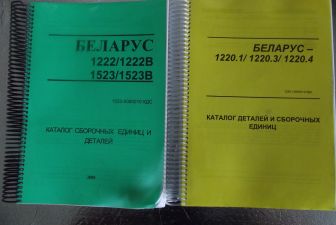 БЕЛАРУС
1222/1222В
1523/1523В
КАТАЛОГ СБОРОЧНЫХ ЕДИНИЦ И
ДЕТАЛЕЙ
БЕЛАРУС –
1220.1/ 1220.3/ 1220.4
КАТАЛОГ ДЕТАЛЕЙ И СБОРОЧНЫХ
ЕДИНИЦ